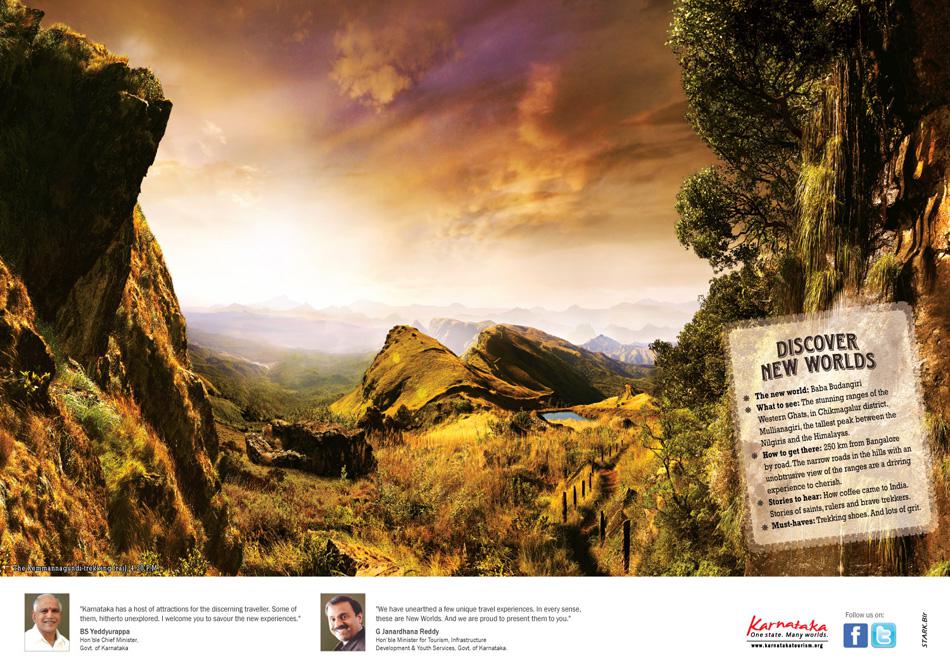 DISCOVER
NEW WORLDS
The new world: Baba Budangiri
What to see: The stunning ranges of the
Western Ghats, in Chikmagalur district.
Mullianagiri, the tallest peak between the
Nilgiris and the Himalayas.
How to get there: 250 km from Bangalore
by road. The narrow roads in the hills with an
unobtrusive view of the ranges are a driving
experience to cherish.
Stories to hear: How coffee came to India.
Stories of saints, rulers and brave trekkers.
Must-haves: Trekking shoes. And lots of grit.
The Kemmannagundi trekking trail, 4:20 P.M.
"Karnataka has a host of attractions for the discerning traveller. Some of
them, hitherto unexplored. I welcome you to savour the new experiences."
BS Yeddyurappa
Hon'ble Chief Minister,
Govt. of Karnataka
"We have unearthed a few unique travel experiences. In every sense,
these are New Worlds. And we are proud to present them to you."
G Janardhana Reddy
Hon'ble Minister for Tourism, Infrastructure
Development & Youth Services, Govt. of Karnataka.
Karnataka
One state. Many worlds.
www.karnatakatourism.org
Follow us on:
f
t
STARK.Blr